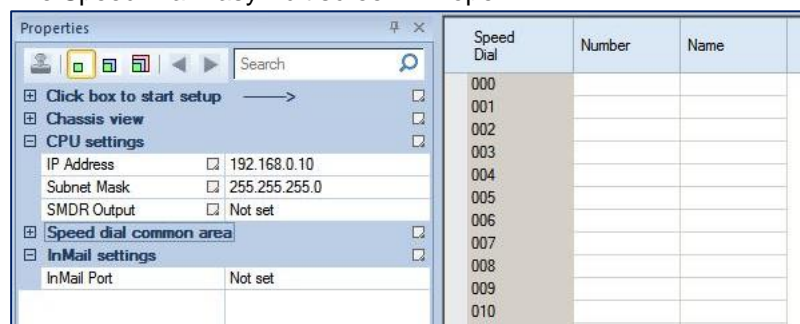 Properties
Search
Click box to start setup ---->
Chassis view
CPU settings
IP Address 192.168.0.10
Subnet Mask 255.255.255.0
SMDR Output Not set
Speed dial common area
InMail settings
InMail Port Not set
Speed Dial Number Name
000
001
002
003
004
005
006
007
008
009
010